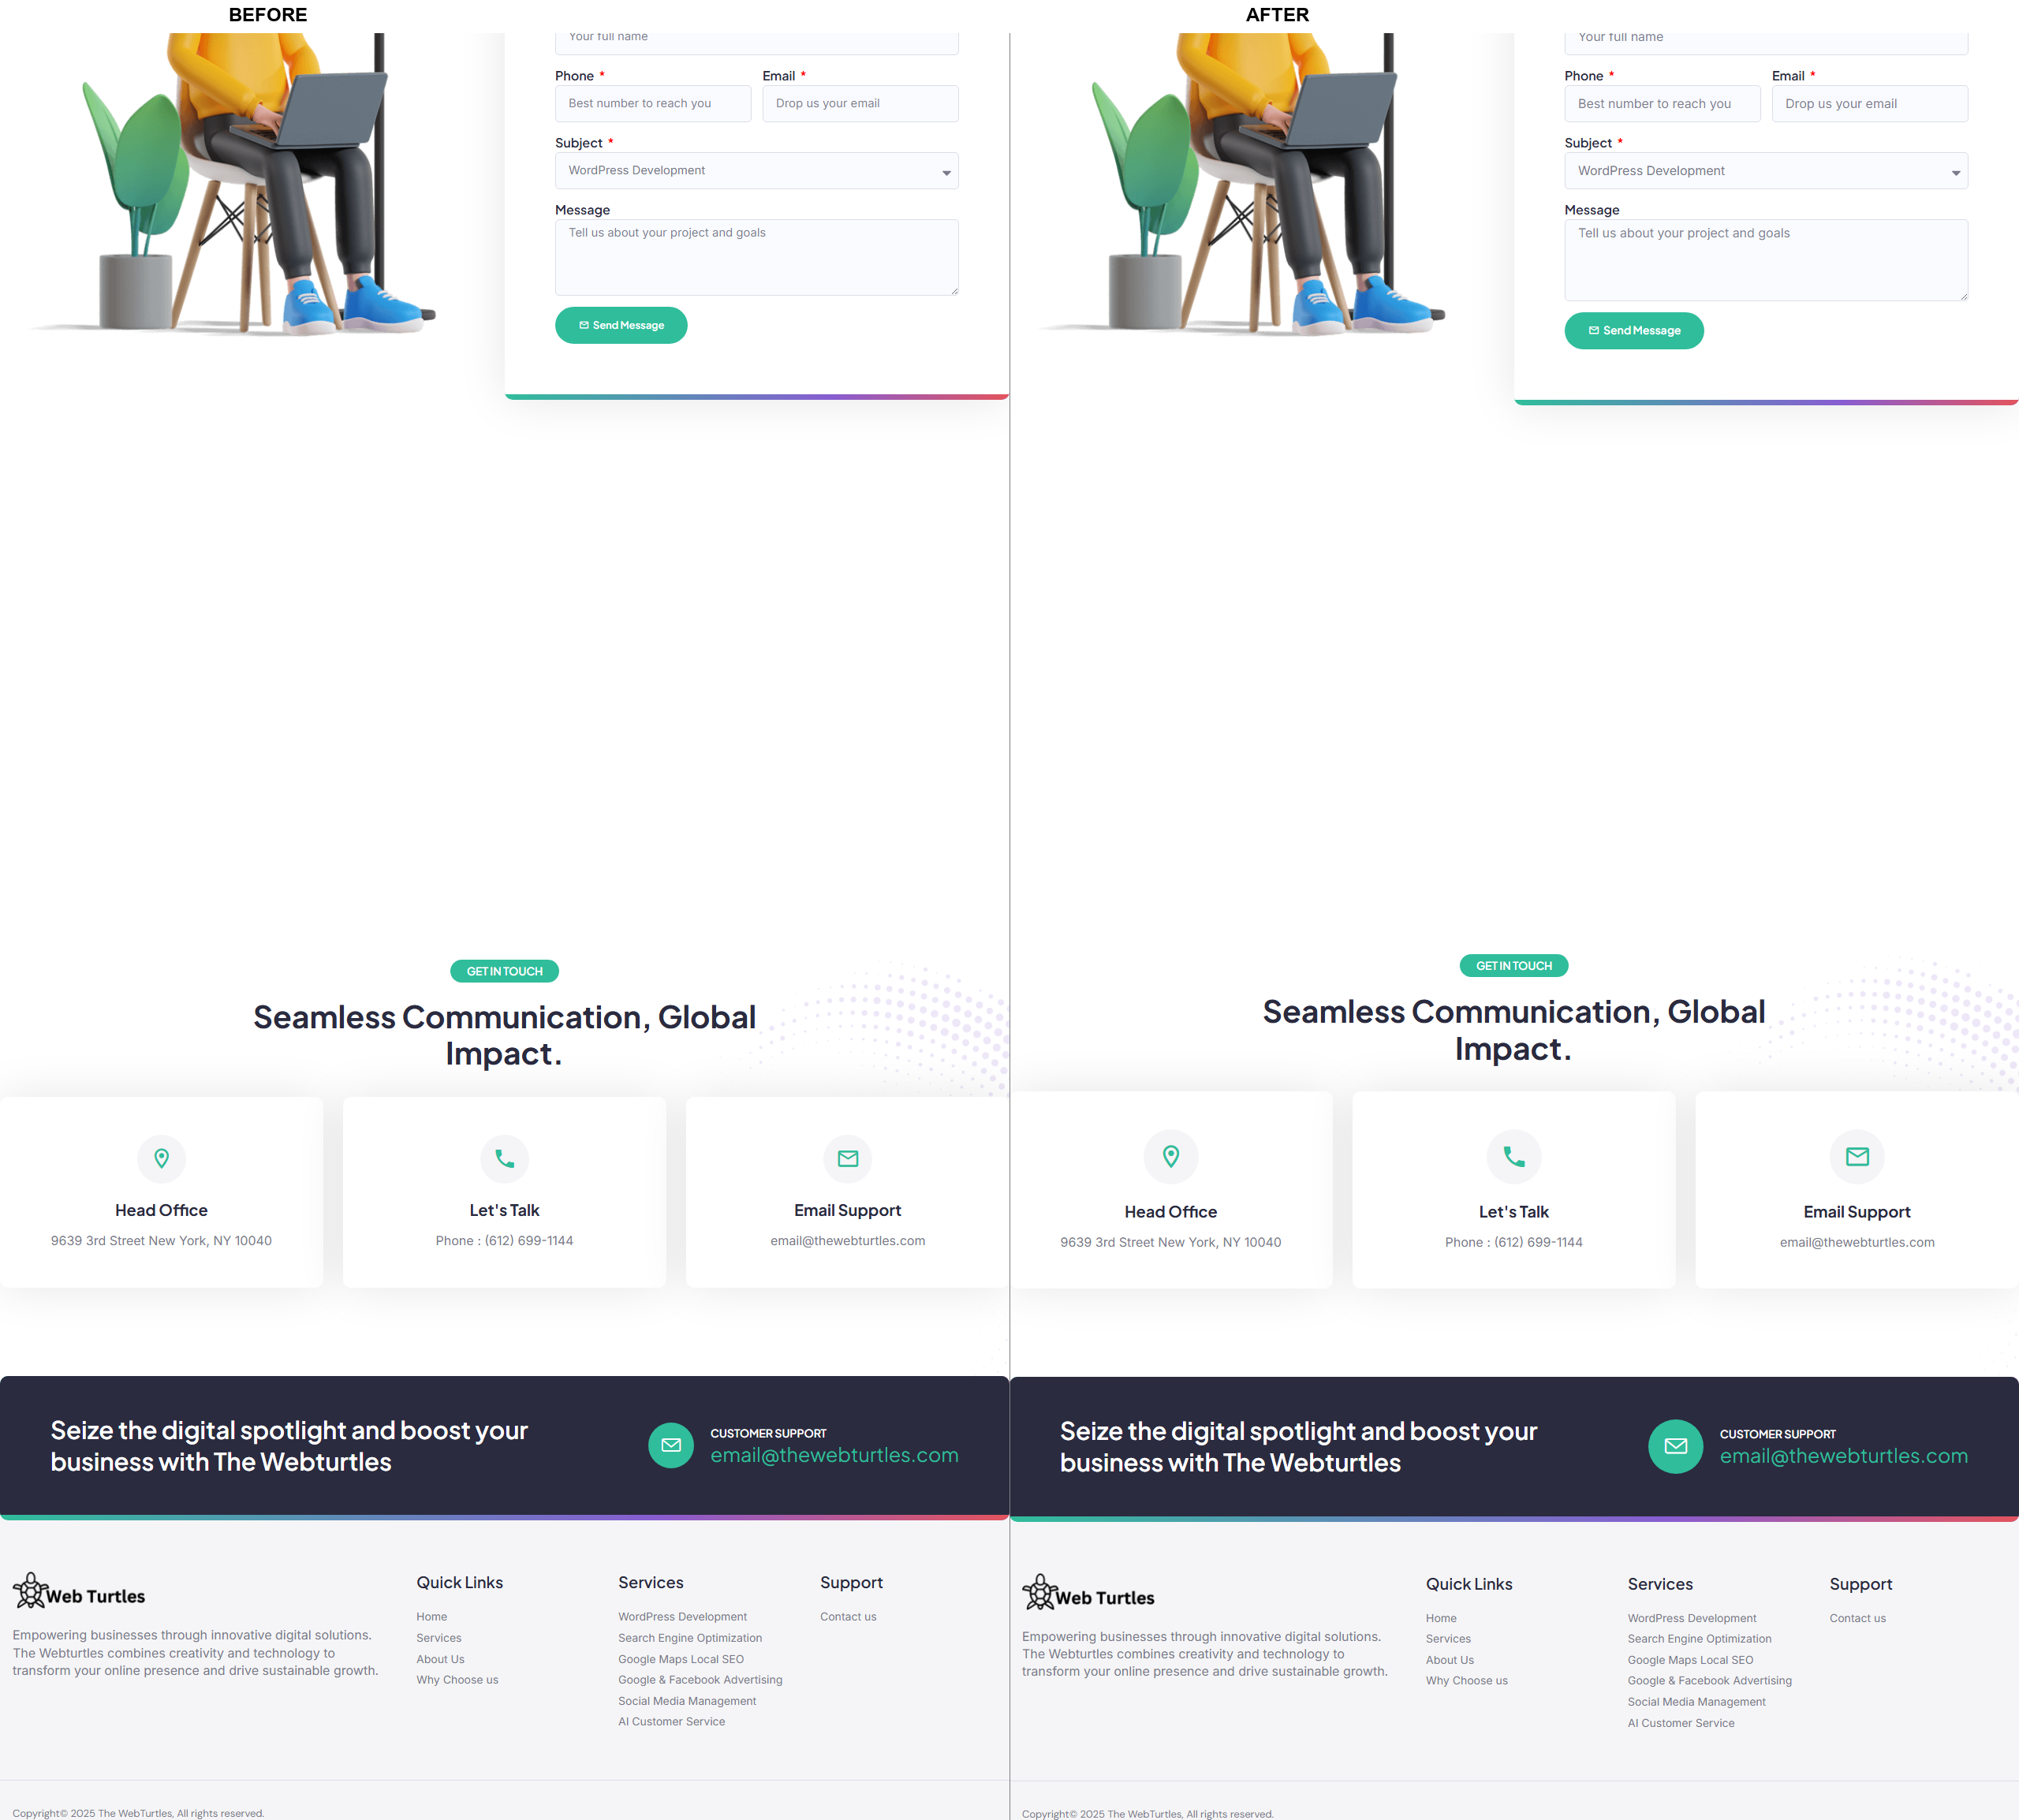 BEFORE
Your full name
Phone *
Email *
Best number to reach you
Drop us your email
Subject *
WordPress Development
Message
Tell us about your project and goals
Send Message
GET IN TOUCH
Seamless Communication, Global
Impact.
Head Office
9639 3rd Street New York, NY 10040
Let's Talk
Phone : (612) 699-1144
Email Support
email@thewebturtles.com
Seize the digital spotlight and boost your
business with The Webturtles
CUSTOMER SUPPORT
email@thewebturtles.com
Web Turtles
Empowering businesses through innovative digital solutions.
The Webturtles combines creativity and technology to
transform your online presence and drive sustainable growth.
Quick Links
Home
Services
About Us
Why Choose us
Services
WordPress Development
Search Engine Optimization
Google Maps Local SEO
Google & Facebook Advertising
Social Media Management
AI Customer Service
Support
Contact us
Copyright© 2025 The WebTurtles, All rights reserved.
AFTER
Your full name
Phone *
Email *
Best number to reach you
Drop us your email
Subject *
WordPress Development
Message
Tell us about your project and goals
Send Message
GET IN TOUCH
Seamless Communication, Global
Impact.
Head Office
9639 3rd Street New York, NY 10040
Let's Talk
Phone : (612) 699-1144
Email Support
email@thewebturtles.com
Seize the digital spotlight and boost your
business with The Webturtles
CUSTOMER SUPPORT
email@thewebturtles.com
Web Turtles
Empowering businesses through innovative digital solutions.
The Webturtles combines creativity and technology to
transform your online presence and drive sustainable growth.
Quick Links
Home
Services
About Us
Why Choose us
Services
WordPress Development
Search Engine Optimization
Google Maps Local SEO
Google & Facebook Advertising
Social Media Management
AI Customer Service
Support
Contact us
Copyright© 2025 The WebTurtles, All rights reserved.